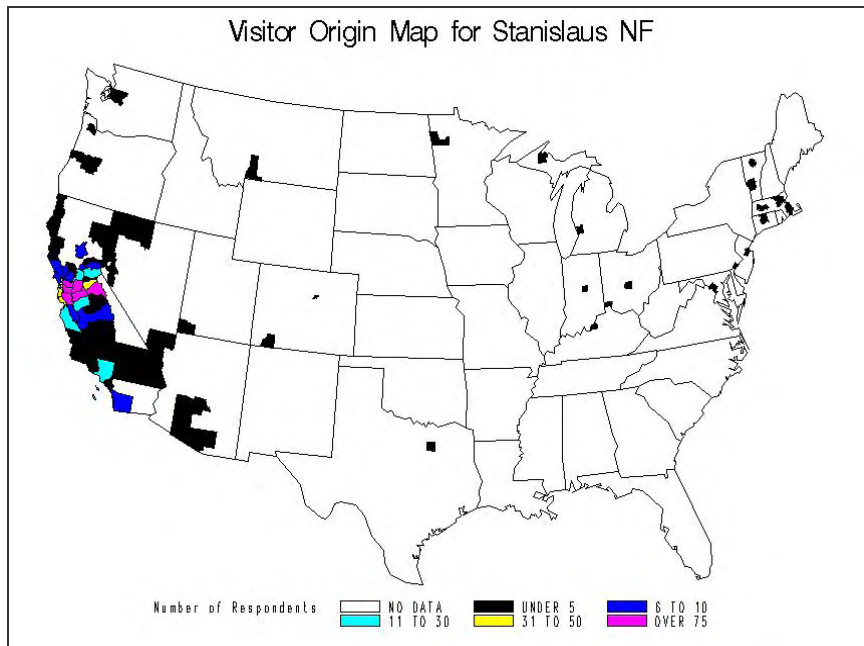 Visitor Origin Map for Stanislaus NF
Number of Respondents NO DATA UNDER 5 6 TO 10
11 TO 30 31 TO 50 OVER 75